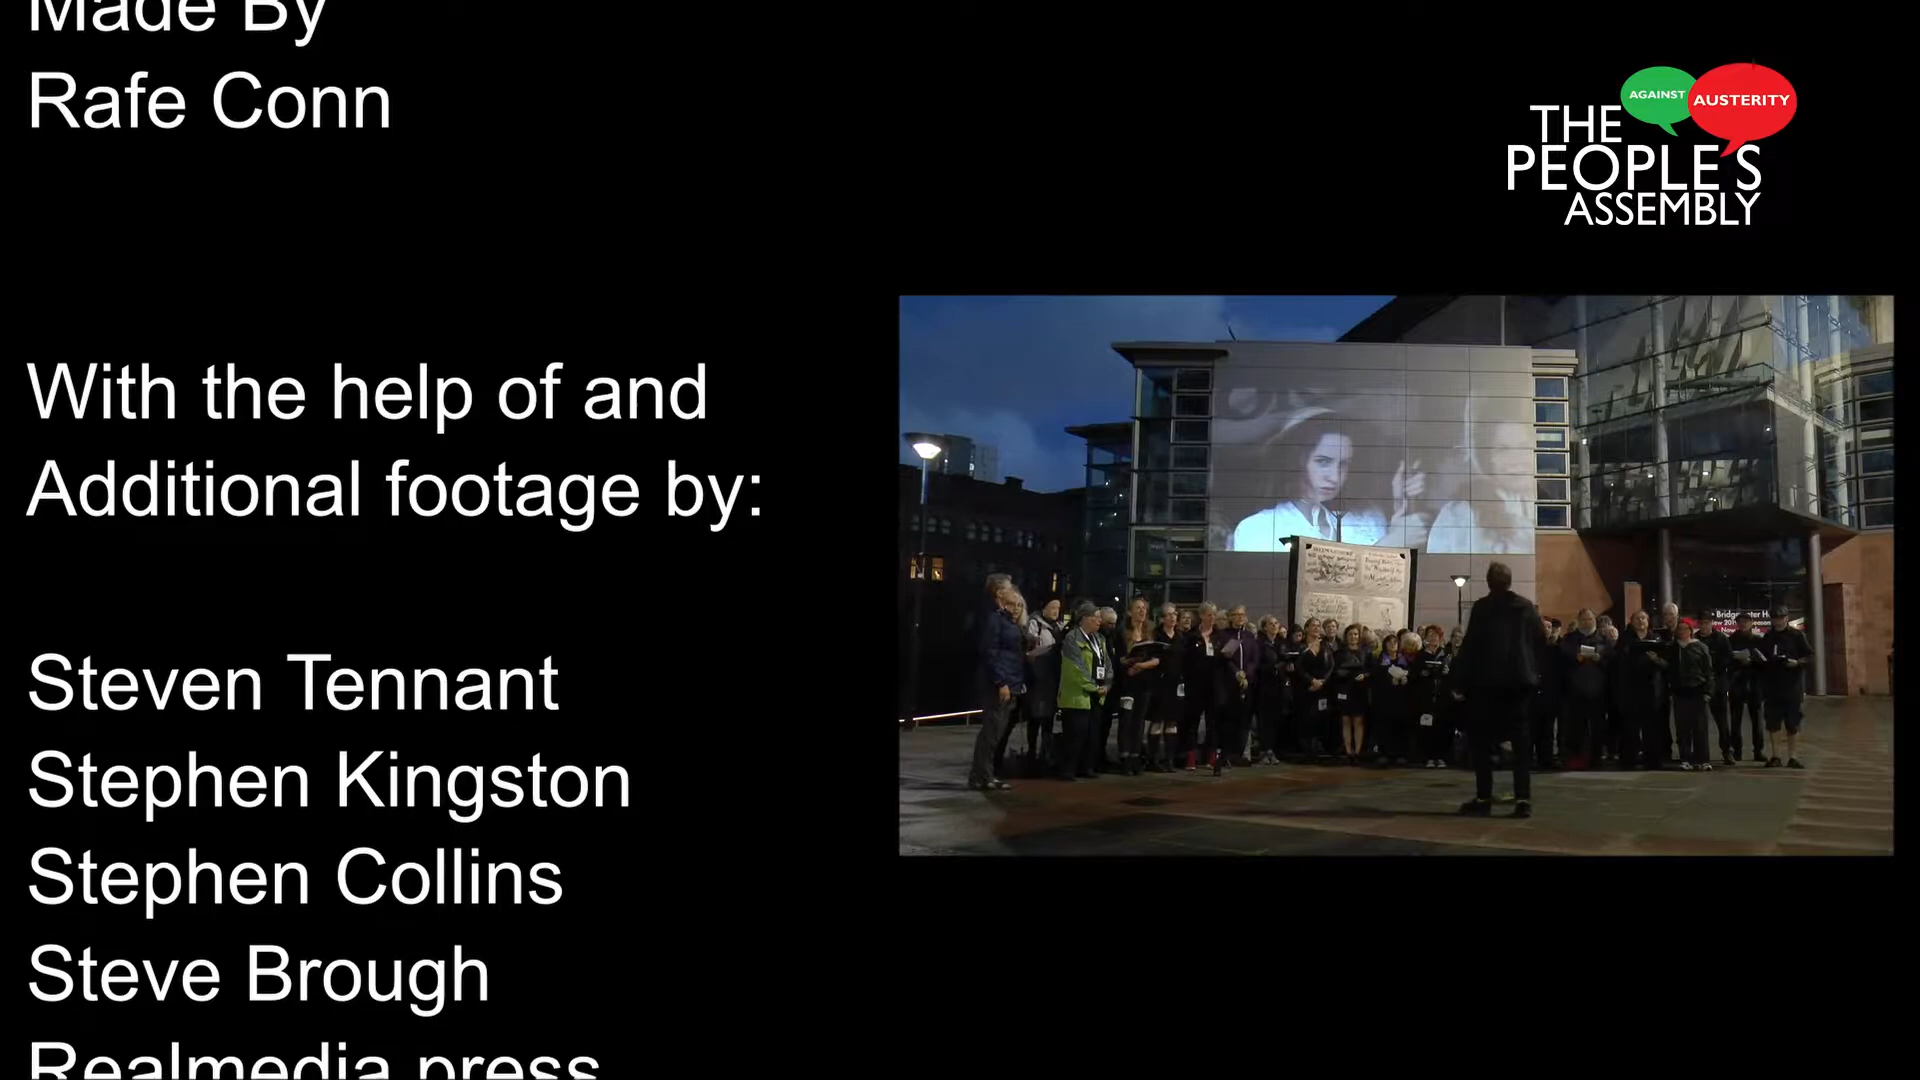 Made By
Rafe Conn
With the help of and
Additional footage by:
Steven Tennant
Stephen Kingston
Stephen Collins
Steve Brough
Realmedia press
AGAINST
AUSTERITY
THE
PEOPLE'S
ASSEMBLY